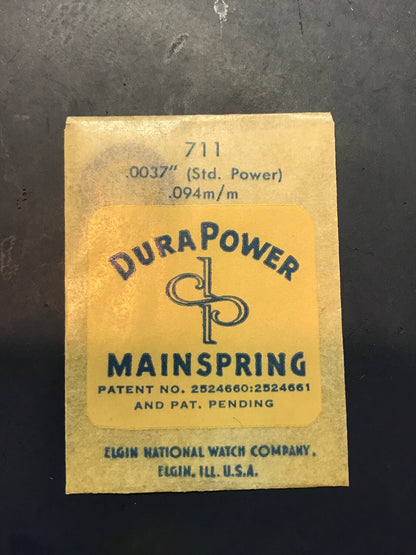 711
.0037" (Std. Power)
.094m/m
DURAPOWER
dp
MAINSPRING
PATENT NO. 2524660:2524661
AND PAT. PENDING
ELGIN NATIONAL WATCH COMPANY.
ELGIN, ILL. U.S.A.